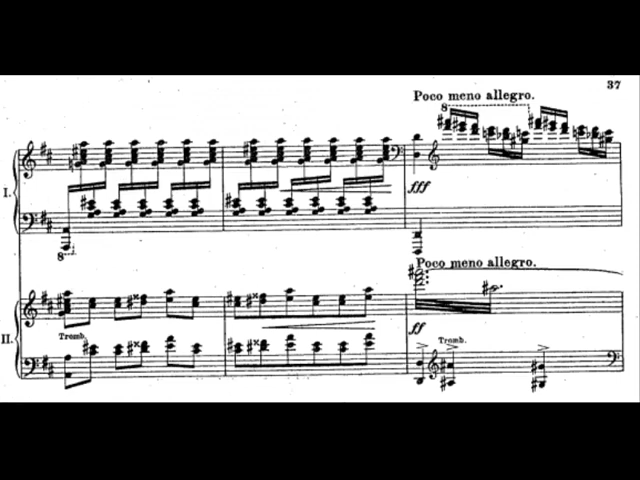 37
Poco meno allegro.
8
I.
fff
8
Poco meno allegro.
II.
Tromb.
ff
Tromb.